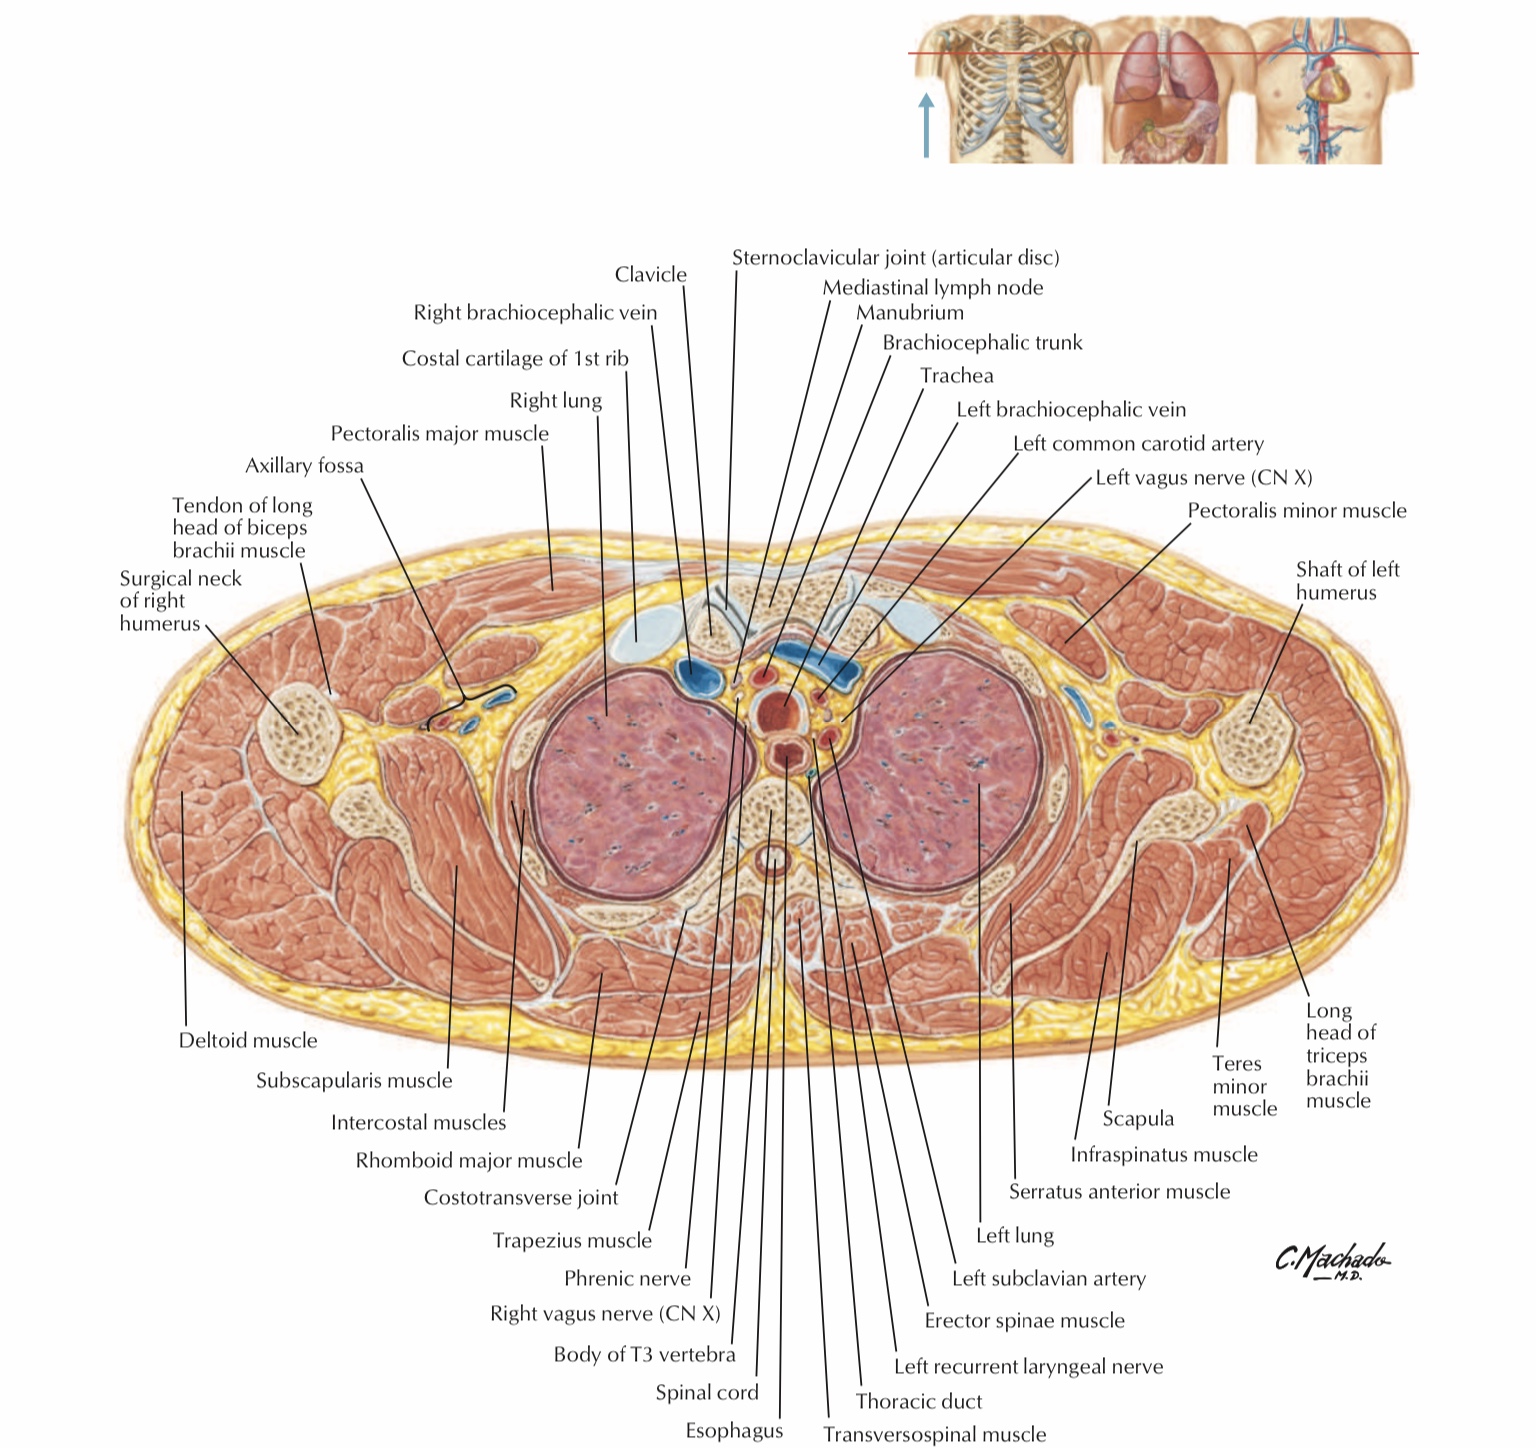 Sternoclavicular joint (articular disc)
Clavicle
Mediastinal lymph node
Right brachiocephalic vein
Manubrium
Brachiocephalic trunk
Costal cartilage of 1st rib
Trachea
Right lung
Left brachiocephalic vein
Pectoralis major muscle
Left common carotid artery
Axillary fossa
Left vagus nerve (CN X)
Tendon of long
head of biceps
brachii muscle
Pectoralis minor muscle
Surgical neck
of right
humerus
Shaft of left
humerus
Deltoid muscle
Subscapularis muscle
Intercostal muscles
Rhomboid major muscle
Costotransverse joint
Trapezius muscle
Phrenic nerve
Right vagus nerve (CN X)
Body of T3 vertebra
Spinal cord
Esophagus
Long
head of
triceps
brachii
muscle
Teres
minor
muscle
Scapula
Infraspinatus muscle
Serratus anterior muscle
Left lung
Left subclavian artery
Erector spinae muscle
Left recurrent laryngeal nerve
Thoracic duct
Transversospinal muscle
C.Machado
M.D.